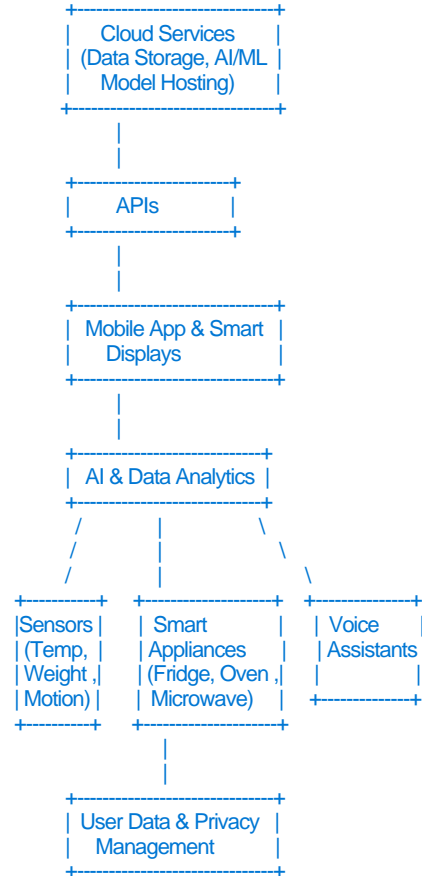 Cloud Services
(Data Storage, AI/ML
Model Hosting)
APIs
Mobile App & Smart
Displays
AI & Data Analytics
Sensors
(Temp,
Weight ,
Motion)
Smart
Appliances
(Fridge, Oven ,
Microwave)
Voice
Assistants
User Data & Privacy
Management